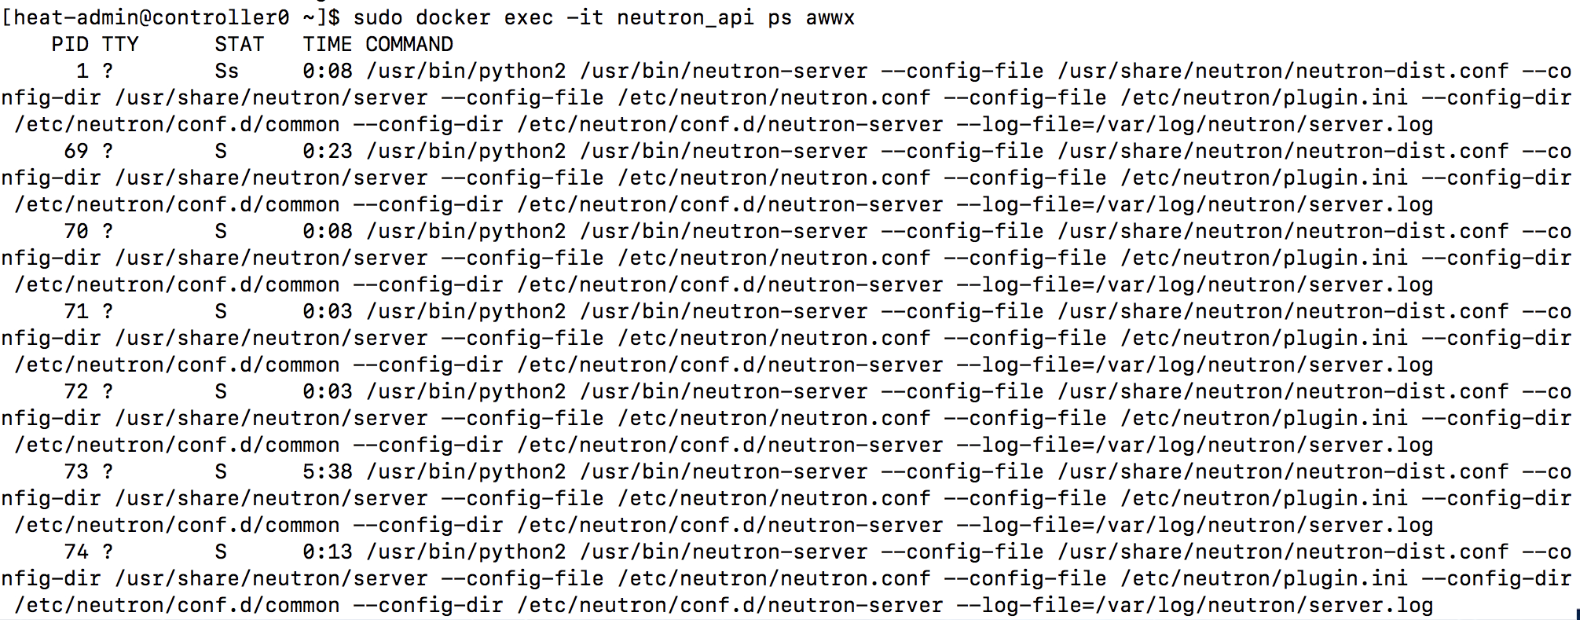 [heat-admin@controller0 ~]$ sudo docker exec -it neutron_api ps awwx
    PID TTY      STAT   TIME COMMAND
      1 ?        Ss     0:08 /usr/bin/python2 /usr/bin/neutron-server --config-file /usr/share/neutron/neutron-dist.conf --co
nfig-dir /usr/share/neutron/server --config-file /etc/neutron/neutron.conf --config-file /etc/neutron/plugin.ini --config-dir
 /etc/neutron/conf.d/common --config-dir /etc/neutron/conf.d/neutron-server --log-file=/var/log/neutron/server.log
     69 ?        S      0:23 /usr/bin/python2 /usr/bin/neutron-server --config-file /usr/share/neutron/neutron-dist.conf --co
nfig-dir /usr/share/neutron/server --config-file /etc/neutron/neutron.conf --config-file /etc/neutron/plugin.ini --config-dir
 /etc/neutron/conf.d/common --config-dir /etc/neutron/conf.d/neutron-server --log-file=/var/log/neutron/server.log
     70 ?        S      0:08 /usr/bin/python2 /usr/bin/neutron-server --config-file /usr/share/neutron/neutron-dist.conf --co
nfig-dir /usr/share/neutron/server --config-file /etc/neutron/neutron.conf --config-file /etc/neutron/plugin.ini --config-dir
 /etc/neutron/conf.d/common --config-dir /etc/neutron/conf.d/neutron-server --log-file=/var/log/neutron/server.log
     71 ?        S      0:03 /usr/bin/python2 /usr/bin/neutron-server --config-file /usr/share/neutron/neutron-dist.conf --co
nfig-dir /usr/share/neutron/server --config-file /etc/neutron/neutron.conf --config-file /etc/neutron/plugin.ini --config-dir
 /etc/neutron/conf.d/common --config-dir /etc/neutron/conf.d/neutron-server --log-file=/var/log/neutron/server.log
     72 ?        S      0:03 /usr/bin/python2 /usr/bin/neutron-server --config-file /usr/share/neutron/neutron-dist.conf --co
nfig-dir /usr/share/neutron/server --config-file /etc/neutron/neutron.conf --config-file /etc/neutron/plugin.ini --config-dir
 /etc/neutron/conf.d/common --config-dir /etc/neutron/conf.d/neutron-server --log-file=/var/log/neutron/server.log
     73 ?        S      5:38 /usr/bin/python2 /usr/bin/neutron-server --config-file /usr/share/neutron/neutron-dist.conf --co
nfig-dir /usr/share/neutron/server --config-file /etc/neutron/neutron.conf --config-file /etc/neutron/plugin.ini --config-dir
 /etc/neutron/conf.d/common --config-dir /etc/neutron/conf.d/neutron-server --log-file=/var/log/neutron/server.log
     74 ?        S      0:13 /usr/bin/python2 /usr/bin/neutron-server --config-file /usr/share/neutron/neutron-dist.conf --co
nfig-dir /usr/share/neutron/server --config-file /etc/neutron/neutron.conf --config-file /etc/neutron/plugin.ini --config-dir
 /etc/neutron/conf.d/common --config-dir /etc/neutron/conf.d/neutron-server --log-file=/var/log/neutron/server.log